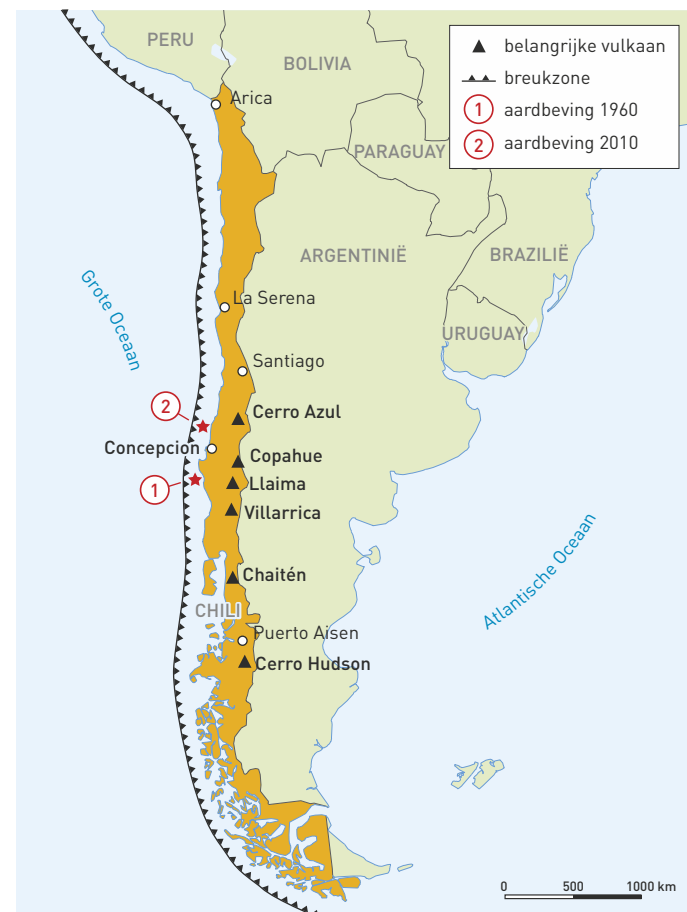 PERU
BOLIVIA
belangrijke vulkaan
breukzone
1 aardbeving 1960
2 aardbeving 2010
Arica
PARAGUAY
ARGENTINIË
BRAZILIË
Grote Oceaan
La Serena
URUGUAY
Santiago
2
Cerro Azul
Concepcion
Copahue
1
Llaima
Villarrica
Atlantische Oceaan
Chaitén
CHILI
Puerto Aisen
Cerro Hudson
0 500 1000 km